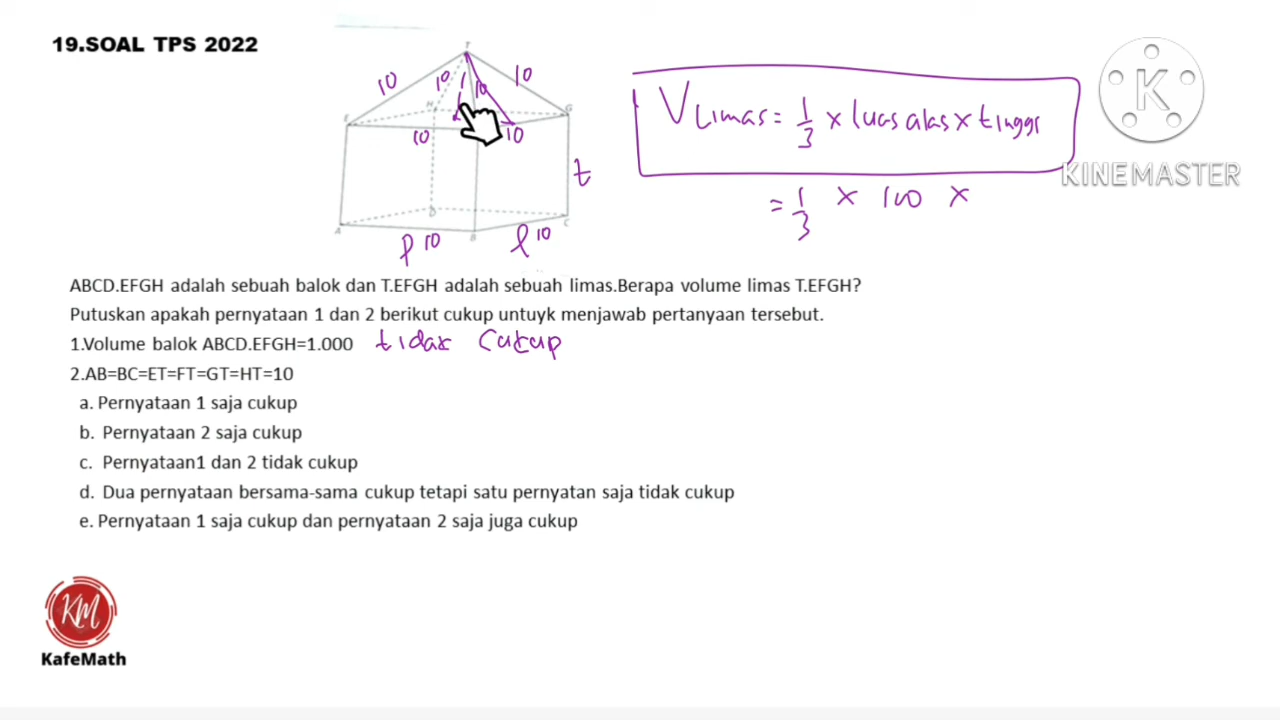 19.SOAL TPS 2022
T
10
10
10
10
E
H
G
10
10
t
A
D
B
C
p 10
l 10
V Limas = 1/3 x luas alas x tinggi
= 1/3 x 100 x
K
KINEMASTER
ABCD.EFGH adalah sebuah balok dan T.EFGH adalah sebuah limas.Berapa volume limas T.EFGH?
Putuskan apakah pernyataan 1 dan 2 berikut cukup untuyk menjawab pertanyaan tersebut.
1.Volume balok ABCD.EFGH=1.000 tidak cukup
2.AB=BC=ET=FT=GT=HT=10
a. Pernyataan 1 saja cukup
b. Pernyataan 2 saja cukup
c. Pernyataan1 dan 2 tidak cukup
d. Dua pernyataan bersama-sama cukup tetapi satu pernyatan saja tidak cukup
e. Pernyataan 1 saja cukup dan pernyataan 2 saja juga cukup
KM
KafeMath